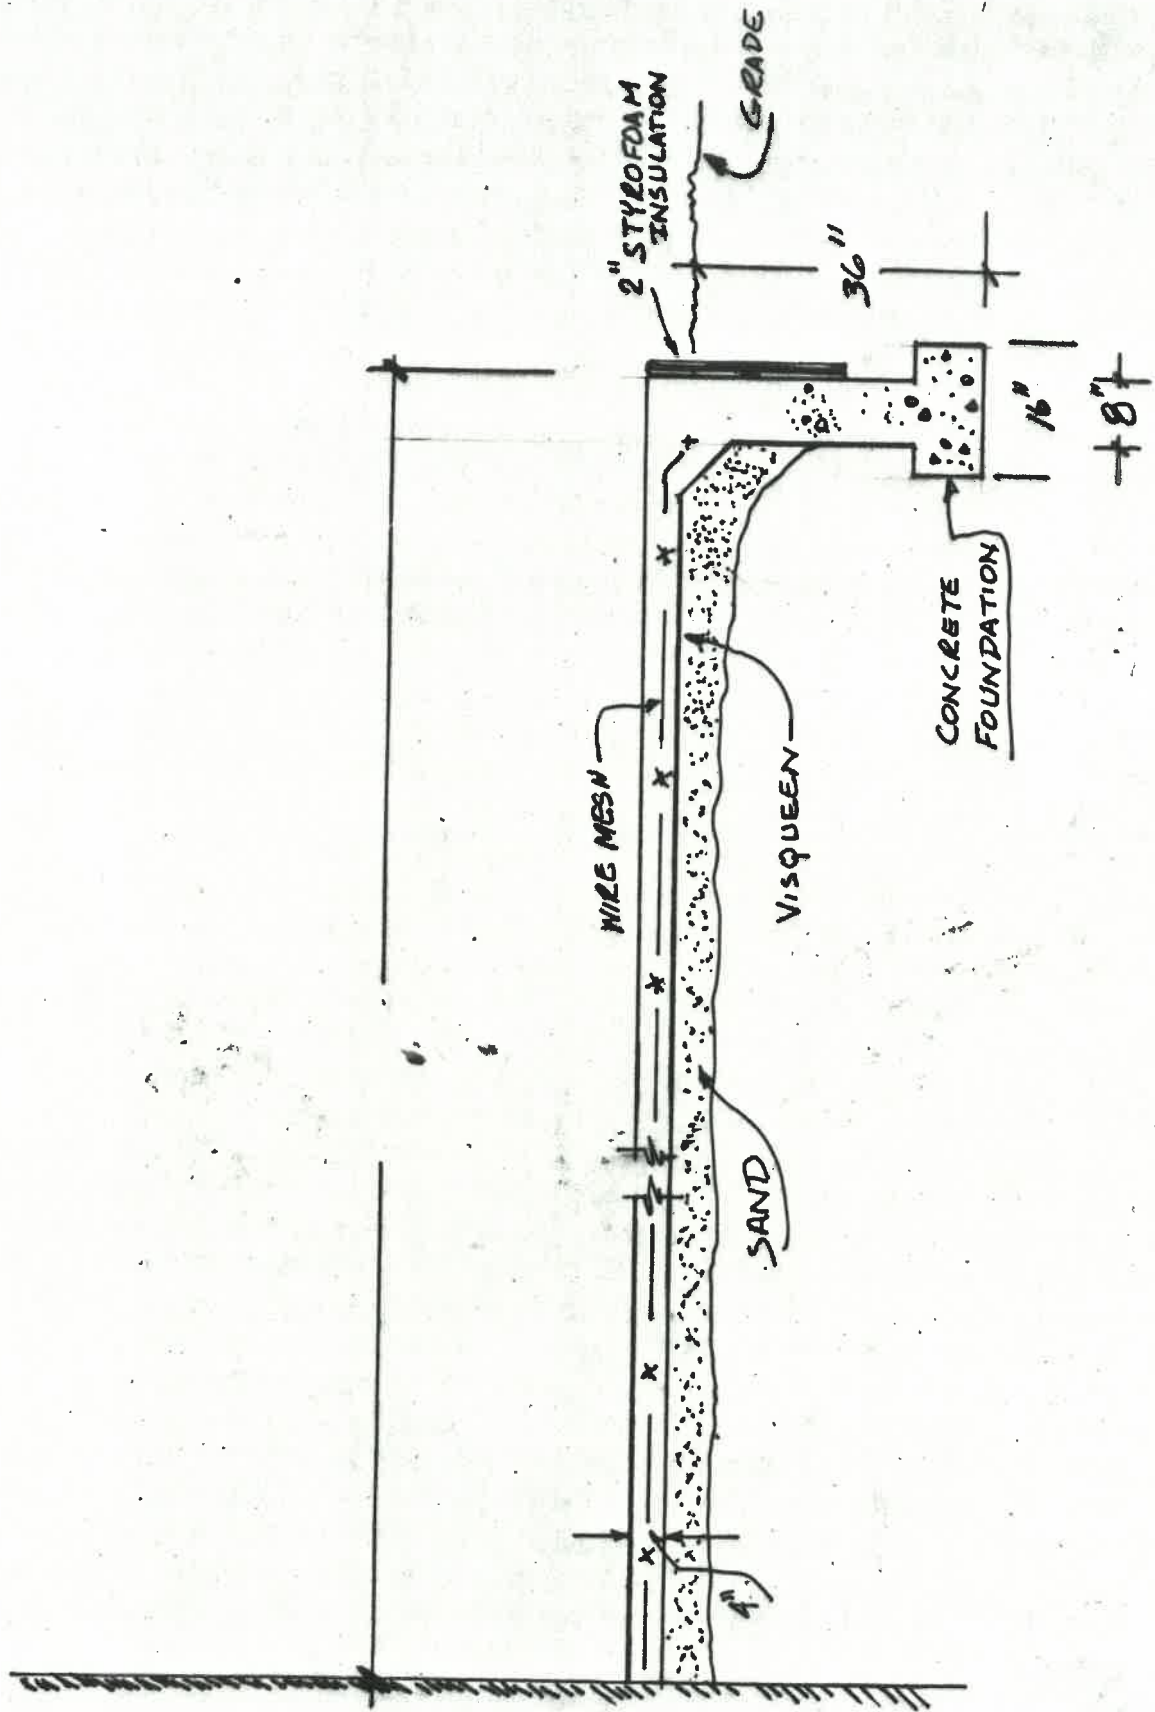 GRADE
2" STYROFOAM
INSULATION
36"
16"
8"
WIRE MESH
VISQUEEN
CONCRETE
FOUNDATION
SAND
4"